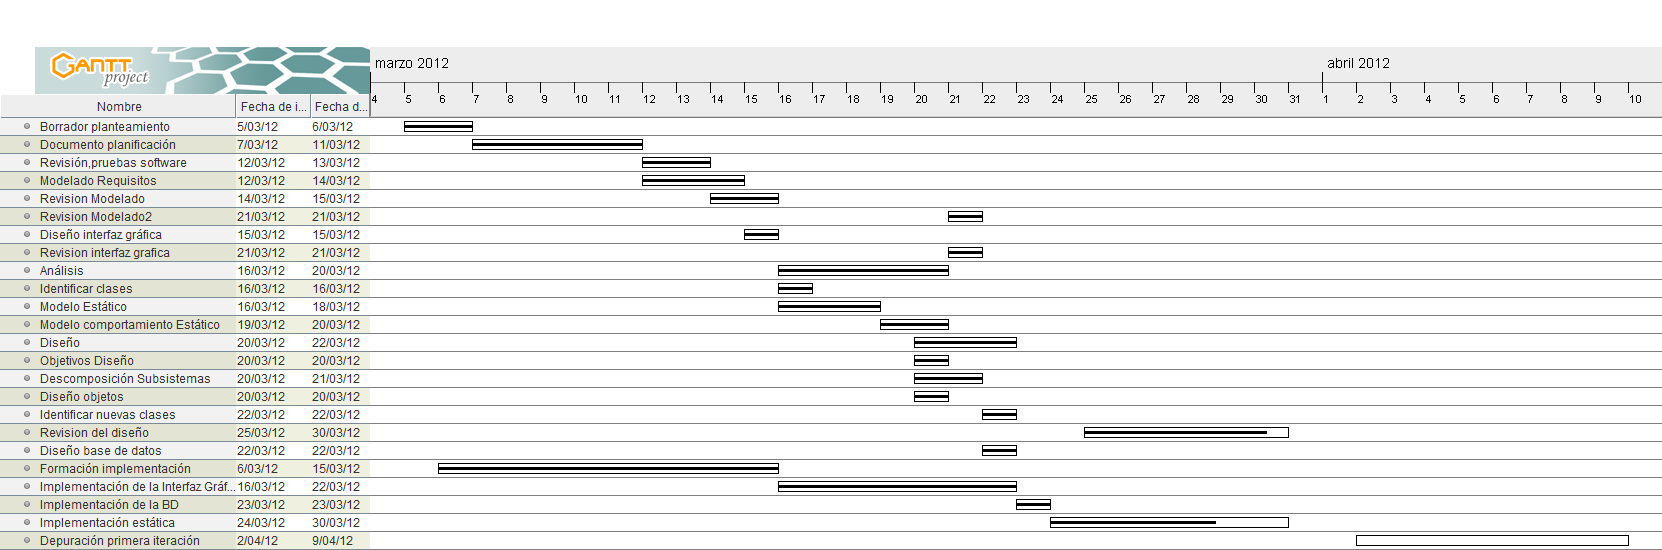 GANTT
project
marzo 2012 abril 2012
Nombre Fecha de i... Fecha d... 4 5 6 7 8 9 10 11 12 13 14 15 16 17 18 19 20 21 22 23 24 25 26 27 28 29 30 31 1 2 3 4 5 6 7 8 9 10
Borrador planteamiento 5/03/12 6/03/12
Documento planificación 7/03/12 11/03/12
Revisión,pruebas software 12/03/12 13/03/12
Modelado Requisitos 12/03/12 14/03/12
Revision Modelado 14/03/12 15/03/12
Revision Modelado2 21/03/12 21/03/12
Diseño interfaz gráfica 15/03/12 15/03/12
Revision interfaz grafica 21/03/12 21/03/12
Análisis 16/03/12 20/03/12
Identificar clases 16/03/12 16/03/12
Modelo Estático 16/03/12 18/03/12
Modelo comportamiento Estático 19/03/12 20/03/12
Diseño 20/03/12 22/03/12
Objetivos Diseño 20/03/12 20/03/12
Descomposición Subsistemas 20/03/12 21/03/12
Diseño objetos 20/03/12 20/03/12
Identificar nuevas clases 22/03/12 22/03/12
Revision del diseño 25/03/12 30/03/12
Diseño base de datos 22/03/12 22/03/12
Formación implementación 6/03/12 15/03/12
Implementación de la Interfaz Gráf... 16/03/12 22/03/12
Implementación de la BD 23/03/12 23/03/12
Implementación estática 24/03/12 30/03/12
Depuración primera iteración 2/04/12 9/04/12